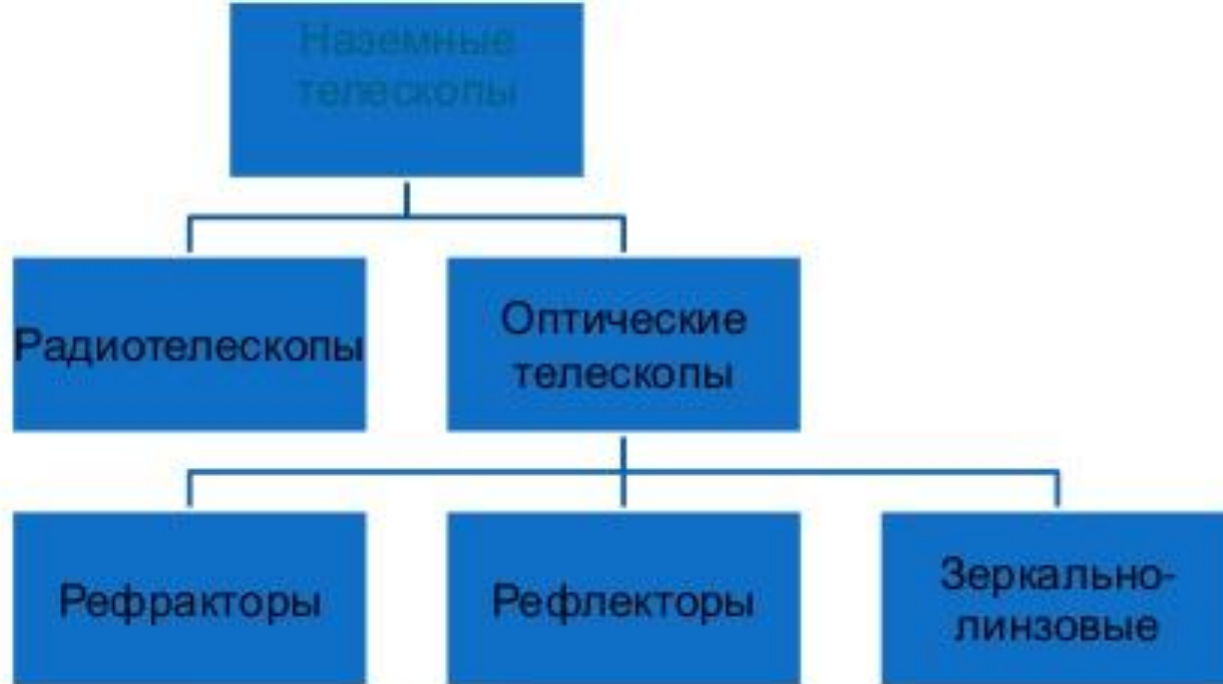 Наземные
телескопы
Радиотелескопы
Оптические
телескопы
Рефракторы
Рефлекторы
Зеркально-
линзовые